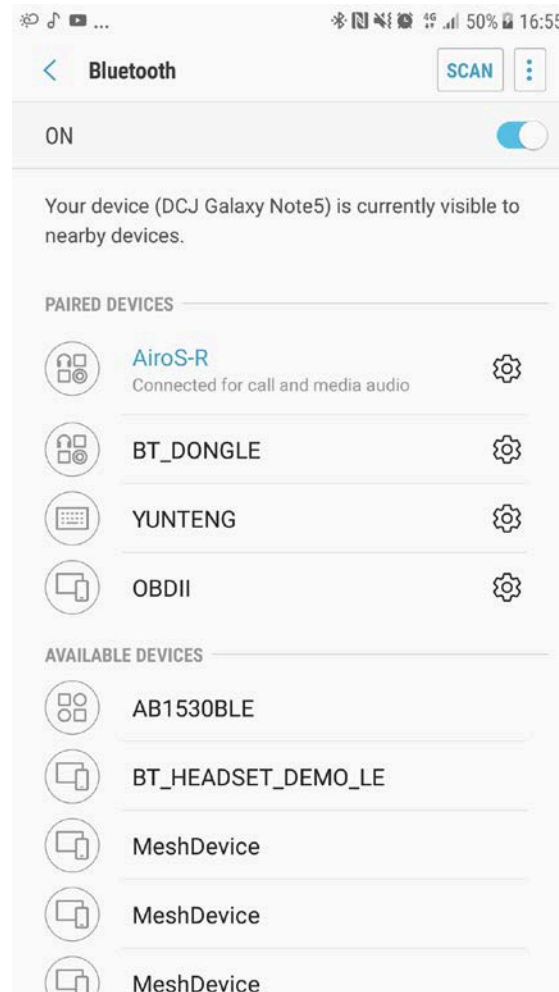 ... 4G 50% 16:55
Bluetooth SCAN
ON
Your device (DCJ Galaxy Note5) is currently visible to
nearby devices.
PAIRED DEVICES
AiroS-R
Connected for call and media audio
BT_DONGLE
YUNTENG
OBDII
AVAILABLE DEVICES
AB1530BLE
BT_HEADSET_DEMO_LE
MeshDevice
MeshDevice
MeshDevice